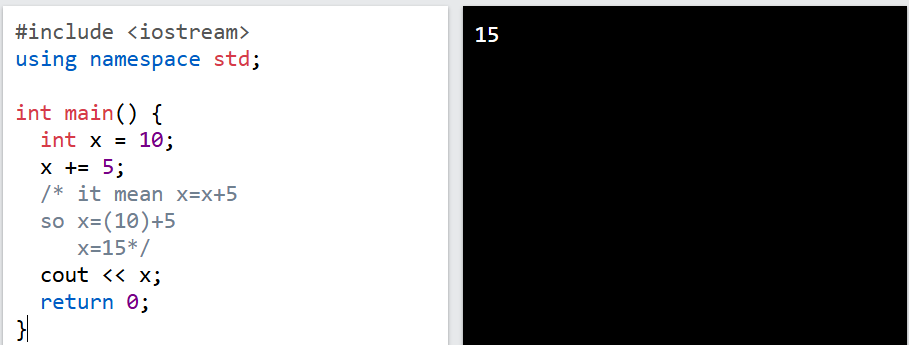 #include <iostream>
using namespace std;
int main() {
int x = 10;
x += 5;
/* it mean x=x+5
so x=(10)+5
x=15*/
cout << x;
return 0;
}
15